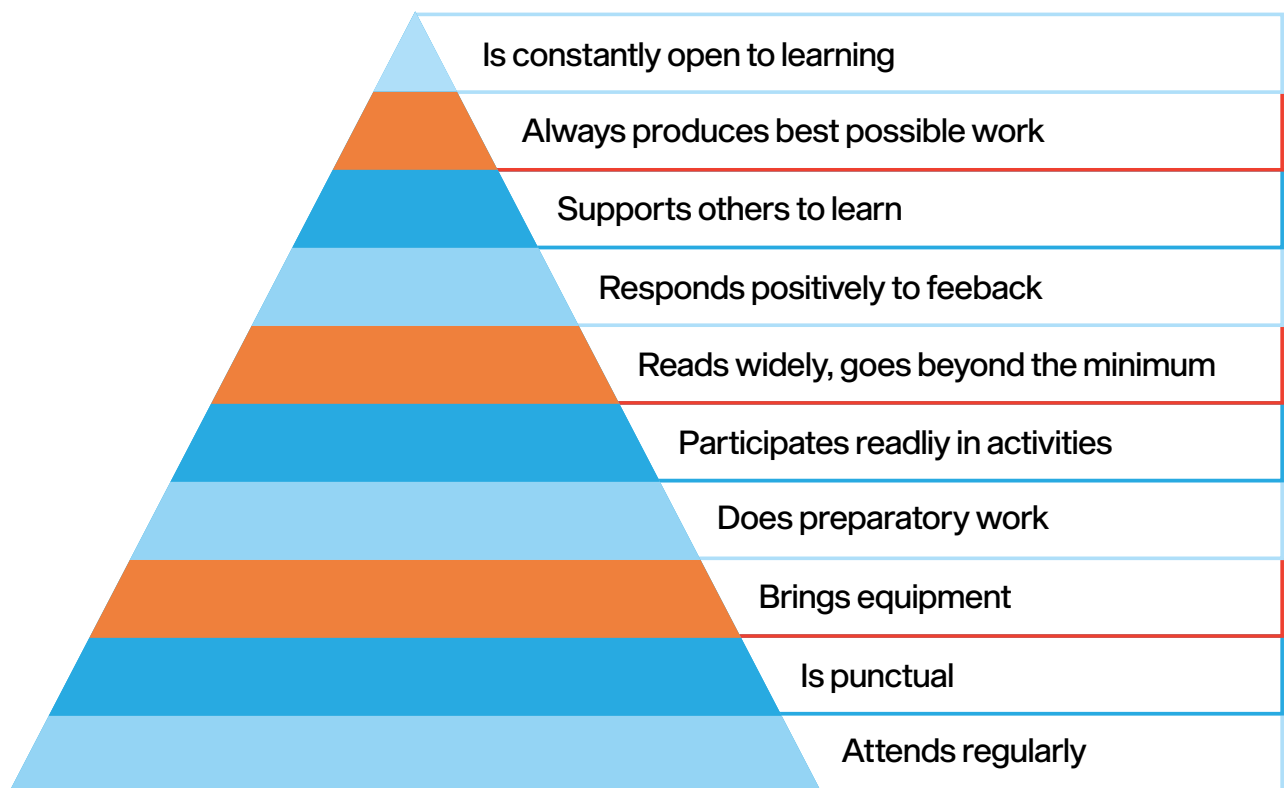 Is constantly open to learning
Always produces best possible work
Supports others to learn
Responds positively to feeback
Reads widely, goes beyond the minimum
Participates readliy in activities
Does preparatory work
Brings equipment
Is punctual
Attends regularly